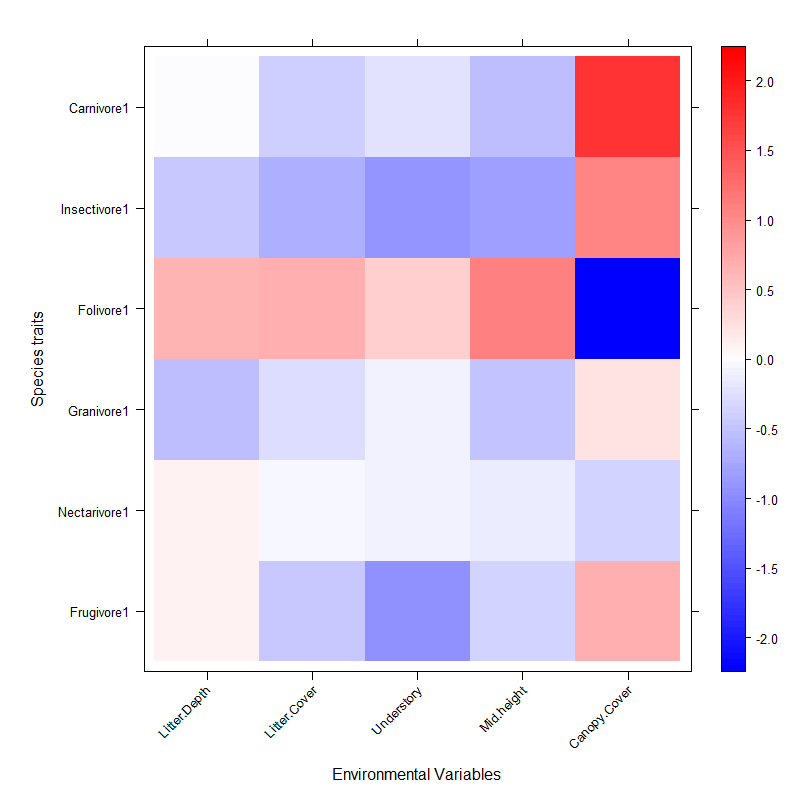 Carnivore1
Insectivore1
Folivore1
Granivore1
Nectarivore1
Frugivore1
Species traits
Litter.Depth
Litter.Cover
Understory
Mid.height
Canopy.Cover
Environmental Variables
2.0
1.5
1.0
0.5
0.0
-0.5
-1.0
-1.5
-2.0